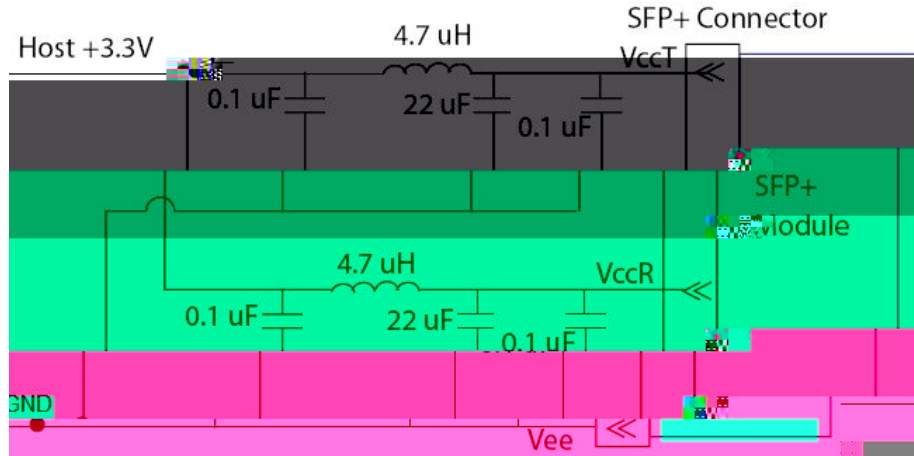 SFP+ Connector
4.7 uH
Host +3.3V
VccT
0.1 uF
22 uF
0.1 uF
SFP+
Module
4.7 uH
VccR
0.1 uF
22 uF
0.1 uF
GND
Vee